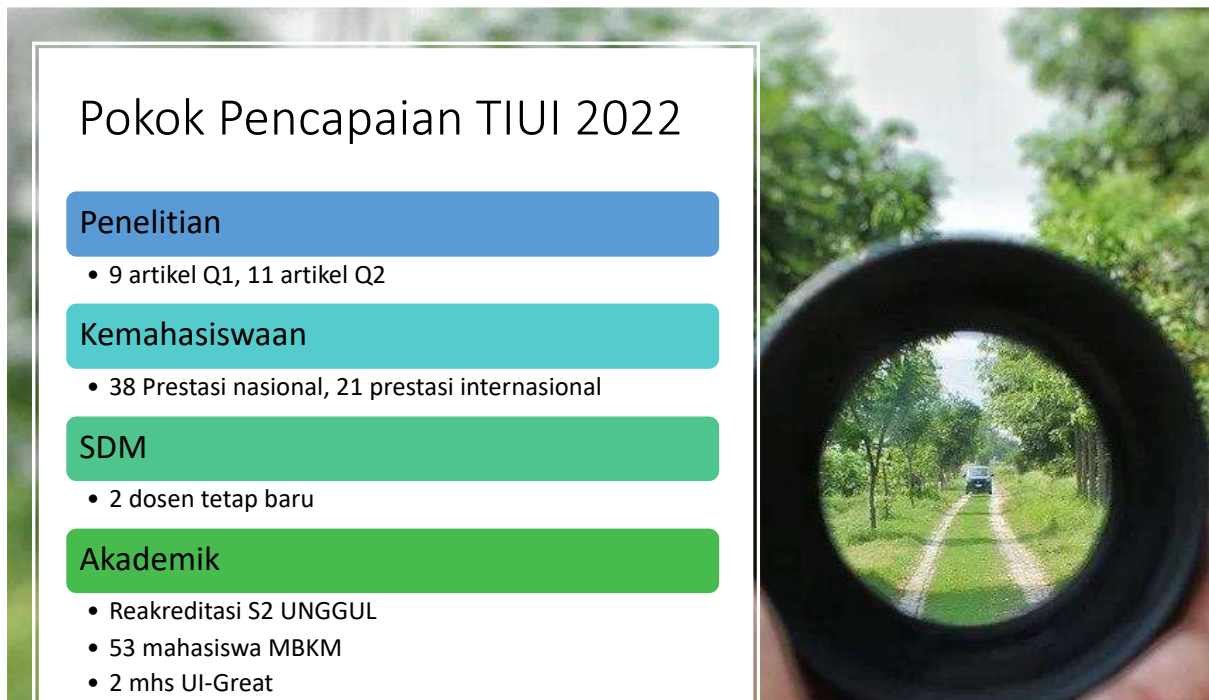 Pokok Pencapaian TIUI 2022
Penelitian
• 9 artikel Q1, 11 artikel Q2
Kemahasiswaan
• 38 Prestasi nasional, 21 prestasi internasional
SDM
• 2 dosen tetap baru
Akademik
• Reakreditasi S2 UNGGUL
• 53 mahasiswa MBKM
• 2 mhs UI-Great